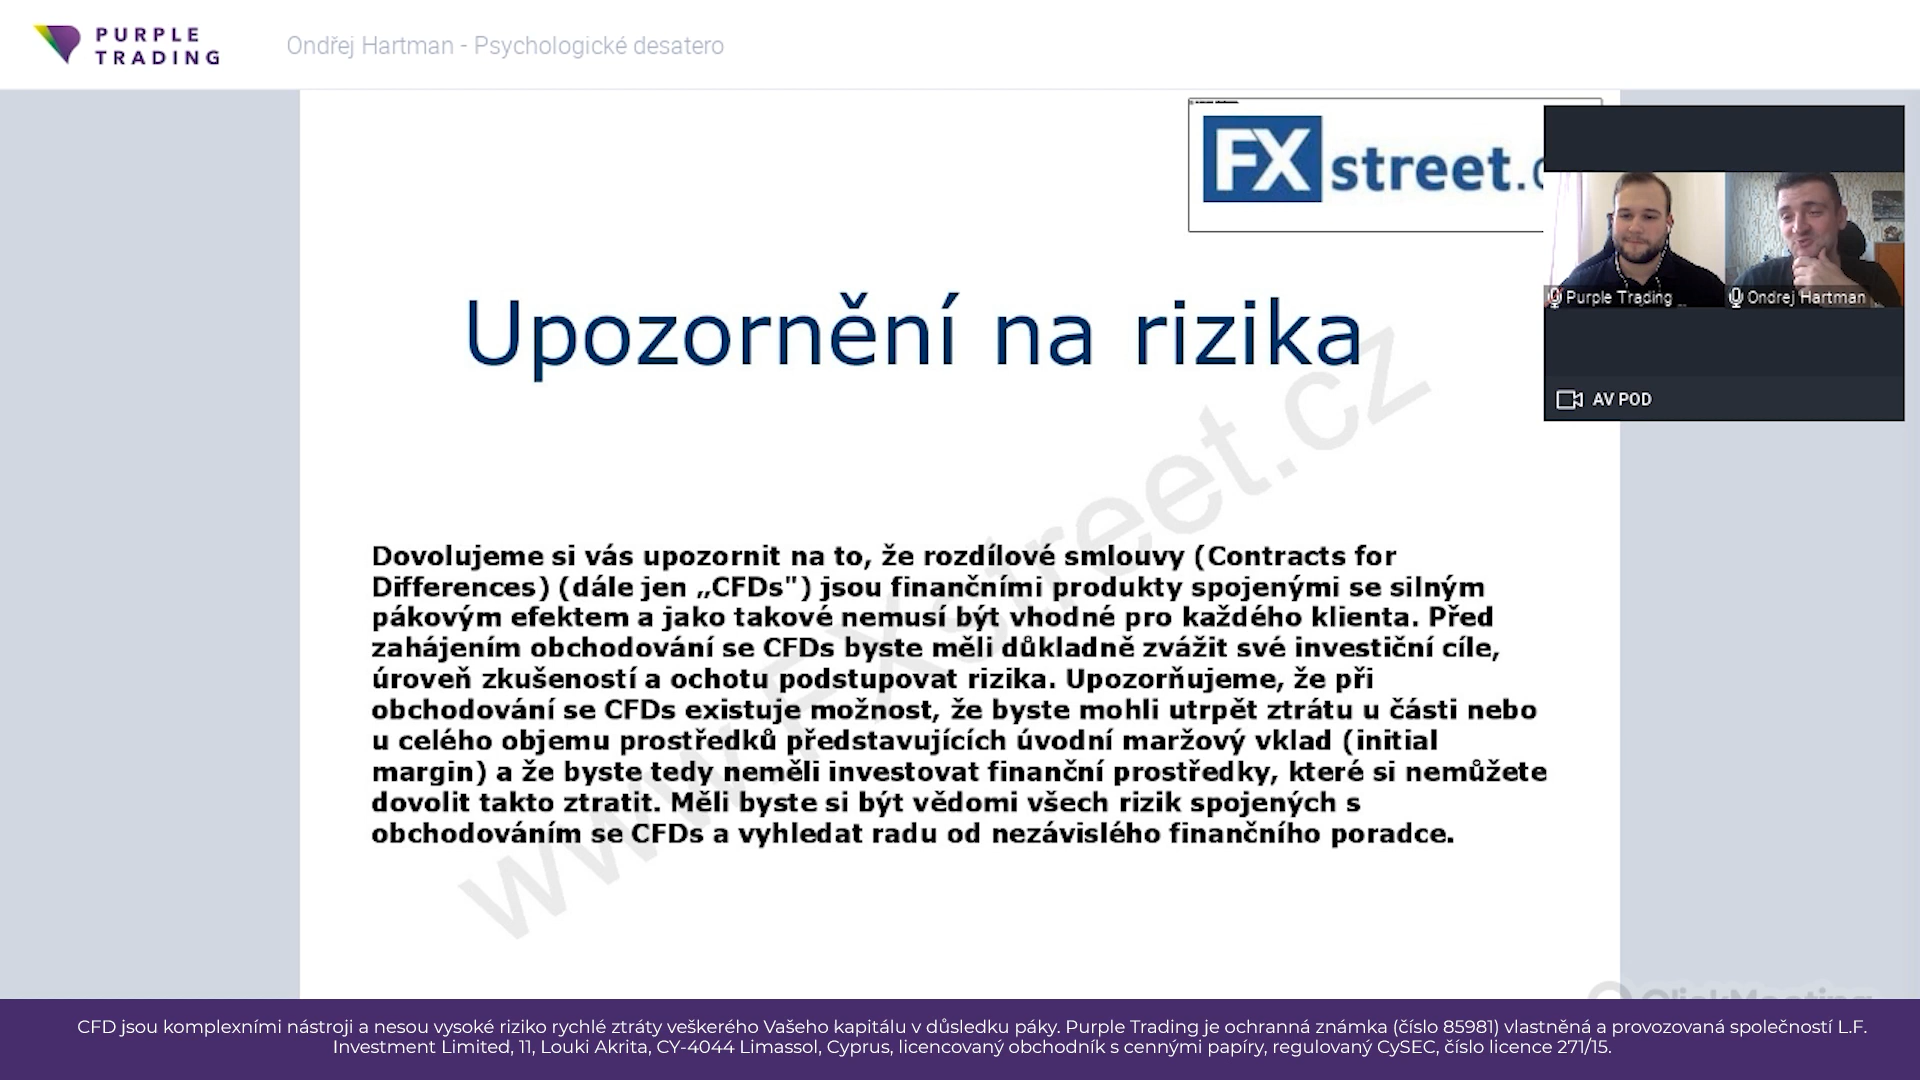 PURPLE
TRADING
Ondřej Hartman - Psychologické desatero
FXstreet.
Purple Trading
Ondrej Hartman
AV POD
Upozornění na rizika
Dovolujeme si vás upozornit na to, že rozdílové smlouvy (Contracts for
Differences) (dále jen „CFDs") jsou finančními produkty spojenými se silným
pákovým efektem a jako takové nemusí být vhodné pro každého klienta. Před
zahájením obchodování se CFDs byste měli důkladně zvážit své investiční cíle,
úroveň zkušeností a ochotu podstupovat rizika. Upozorňujeme, že při
obchodování se CFDs existuje možnost, že byste mohli utrpět ztrátu u části nebo
u celého objemu prostředků představujících úvodní maržový vklad (initial
margin) a že byste tedy neměli investovat finanční prostředky, které si nemůžete
dovolit takto ztratit. Měli byste si být vědomi všech rizik spojených s
obchodováním se CFDs a vyhledat radu od nezávislého finančního poradce.
www.FXstreet.cz
ClickMeeting
CFD jsou komplexními nástroji a nesou vysoké riziko rychlé ztráty veškerého Vašeho kapitálu v důsledku páky. Purple Trading je ochranná známka (číslo 85981) vlastněná a provozovaná společností L.F.
Investment Limited, 11, Louki Akrita, CY-4044 Limassol, Cyprus, licencovaný obchodník s cennými papíry, regulovaný CySEC, číslo licence 271/15.